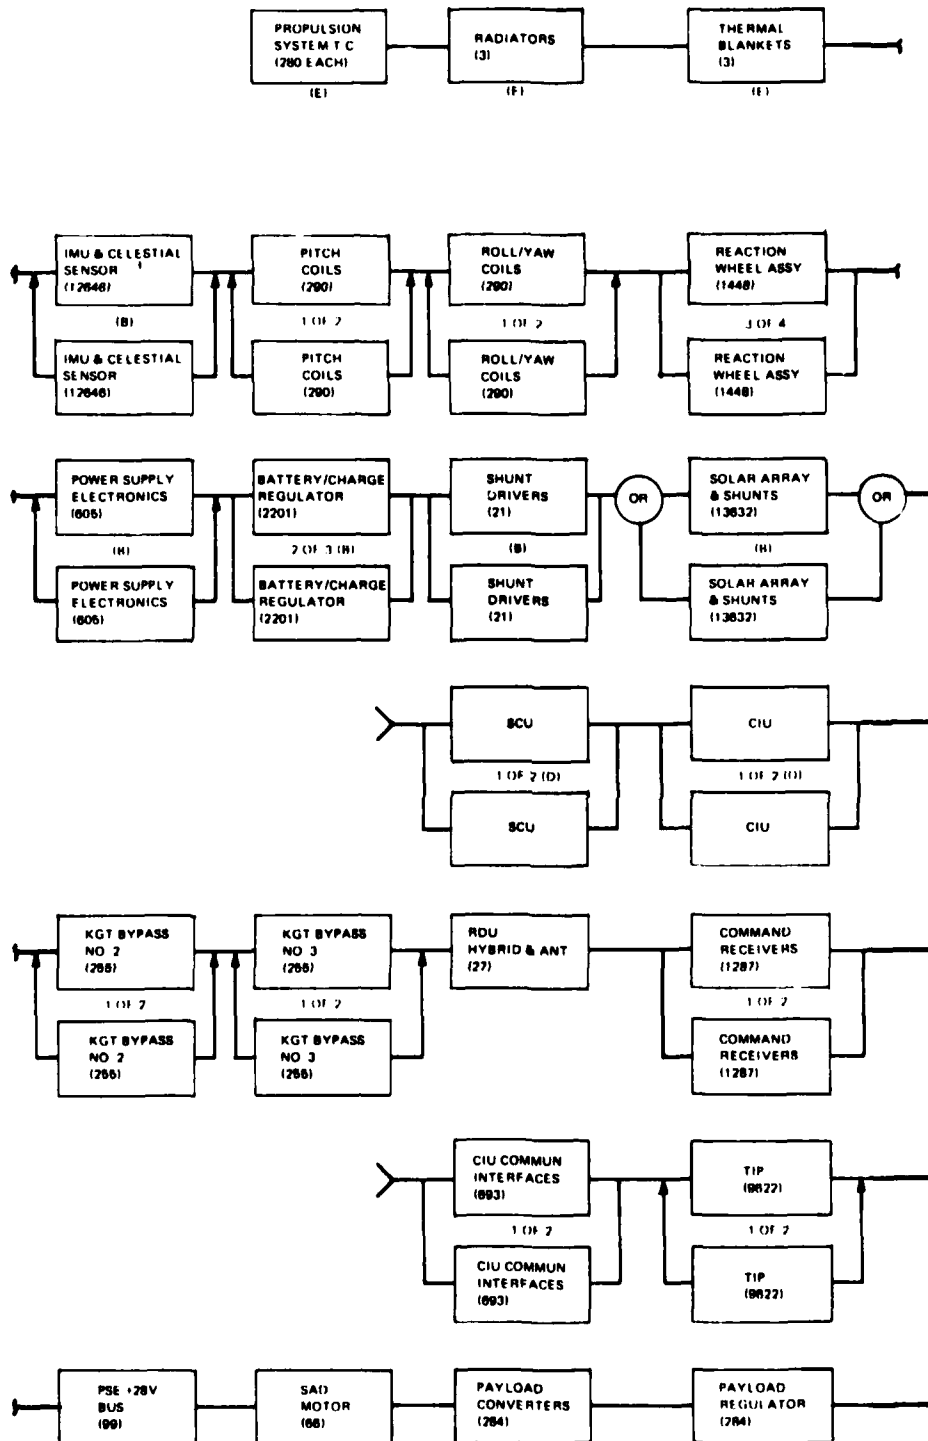 PROPULSION
SYSTEM T C
(280 EACH)
(E)
RADIATORS
(3)
(F)
THERMAL
BLANKETS
(3)
IMU & CELESTIAL
SENSOR
(12646)
(B)
IMU & CELESTIAL
SENSOR
(12646)
PITCH
COILS
(290)
1 OF 2
PITCH
COILS
(290)
ROLL/YAW
COILS
(290)
1 OF 2
ROLL/YAW
COILS
(290)
REACTION
WHEEL ASSY
(1448)
3 OF 4
REACTION
WHEEL ASSY
(1448)
POWER SUPPLY
ELECTRONICS
(605)
POWER SUPPLY
ELECTRONICS
(605)
BATTERY/CHARGE
REGULATOR
(2201)
2 OF 3 (B)
BATTERY/CHARGE
REGULATOR
(2201)
SHUNT
DRIVERS
(21)
(B)
SHUNT
DRIVERS
(21)
OR
SOLAR ARRAY
& SHUNTS
(13632)
SOLAR ARRAY
& SHUNTS
(13632)
OR
SCU
1 OF 2 (D)
SCU
CIU
1 OF 2 (D)
CIU
KGT BYPASS
NO 2
1 OF 2
KGT BYPASS
NO 2
KGT BYPASS
NO 3
1 OF 2
KGT BYPASS
NO 3
RDU
HYBRID & ANT
(27)
COMMAND
RECEIVERS
(1287)
1 OF 2
COMMAND
RECEIVERS
(1287)
CIU COMMUN
INTERFACES
(693)
1 OF 2
CIU COMMUN
INTERFACES
(693)
TIP
(9622)
1 OF 2
TIP
(9622)
PSE +28V
BUS
(99)
SAD
MOTOR
(66)
PAYLOAD
CONVERTERS
(284)
PAYLOAD
REGULATOR
(284)